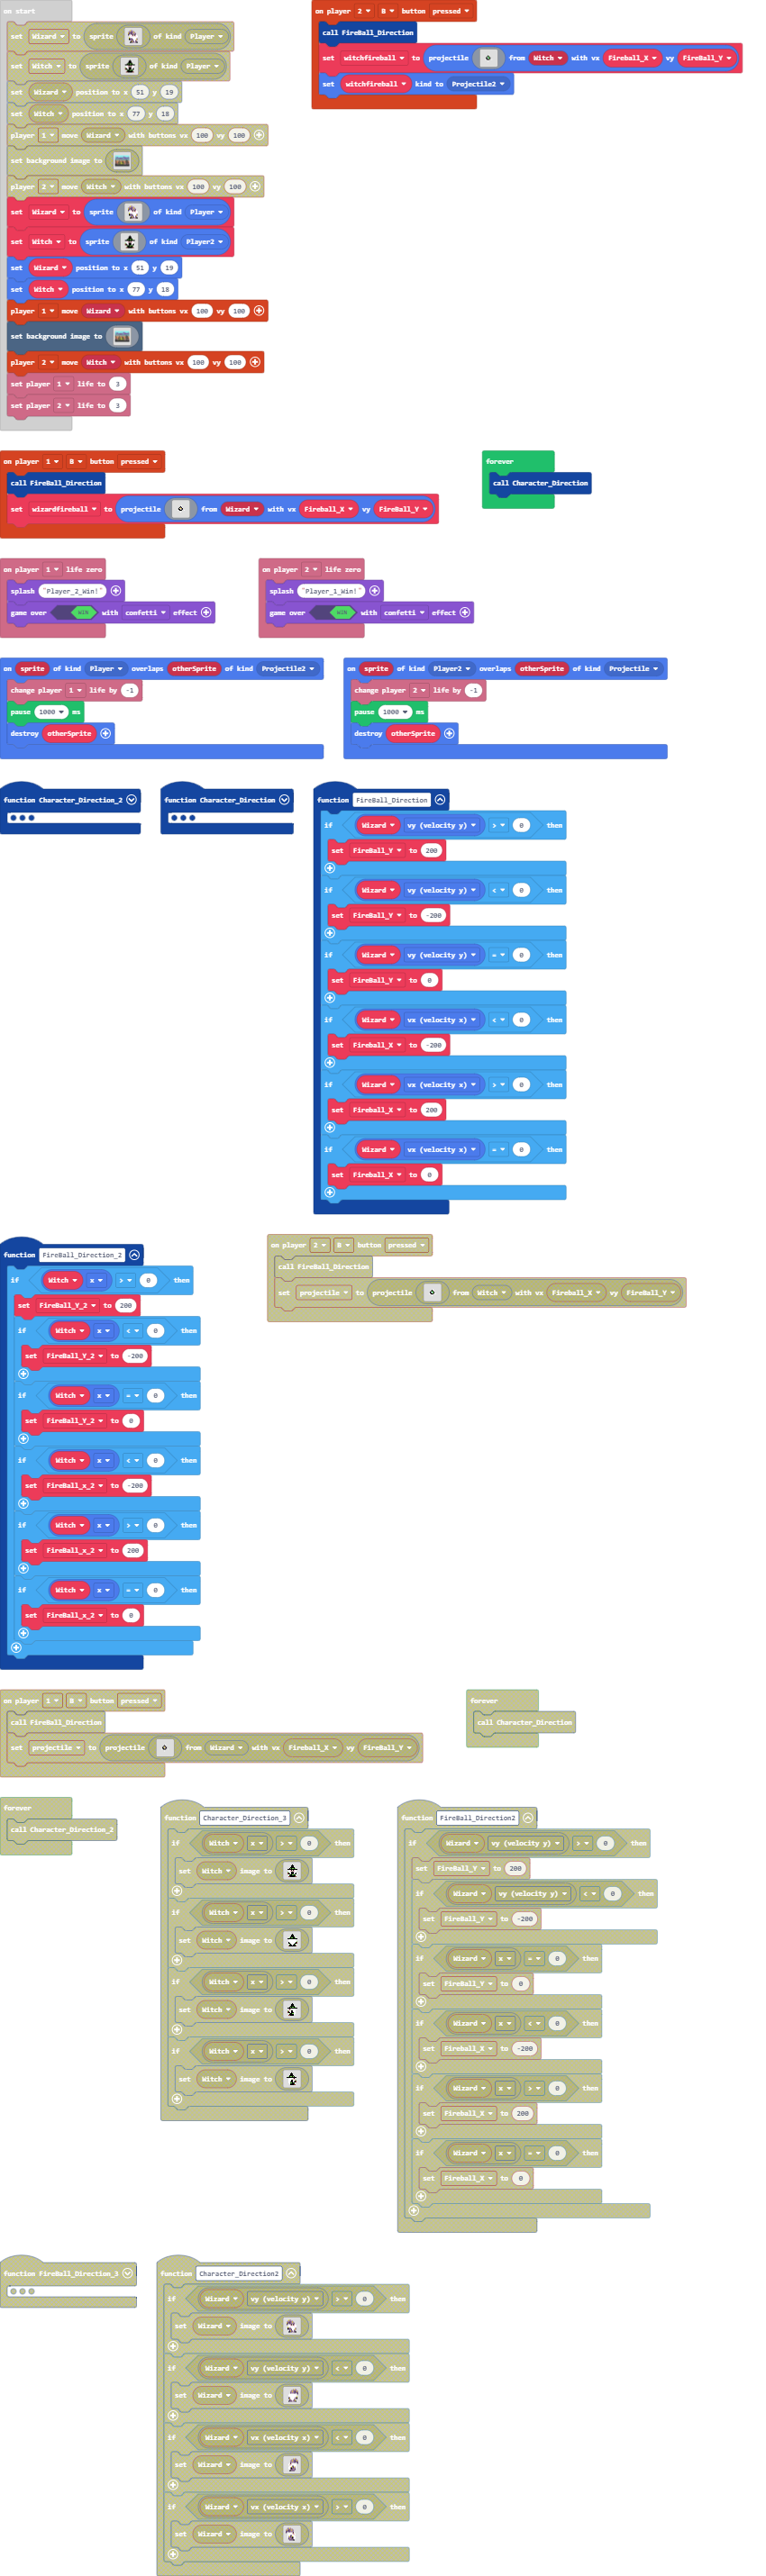 on start
set Wizard to sprite of kind Player
set Witch to sprite of kind Player
set Wizard position to x 51 y 19
set Witch position to x 77 y 18
player 1 move Wizard with buttons vx 100 vy 100
set background image to
player 2 move Witch with buttons vx 100 vy 100
set Wizard to sprite of kind Player
set Witch to sprite of kind Player2
set Wizard position to x 51 y 19
set Witch position to x 77 y 18
player 1 move Wizard with buttons vx 100 vy 100
set background image to
player 2 move Witch with buttons vx 100 vy 100
set player 1 life to 3
set player 2 life to 3
on player 2 B button pressed
call FireBall_Direction
set witchfireball to projectile from Witch with vx Fireball_X vy FireBall_Y
set witchfireball kind to Projectile2
on player 1 B button pressed
call FireBall_Direction
set wizardfireball to projectile from Wizard with vx Fireball_X vy FireBall_Y
forever
call Character_Direction
on player 1 life zero
splash "Player_2_Win!"
game over WIN with confetti effect
on player 2 life zero
splash "Player_1_Win!"
game over WIN with confetti effect
on sprite of kind Player overlaps otherSprite of kind Projectile2
change player 1 life by -1
pause 1000 ms
destroy otherSprite
on sprite of kind Player2 overlaps otherSprite of kind Projectile
change player 2 life by -1
pause 1000 ms
destroy otherSprite
function Character_Direction_2
function Character_Direction
function FireBall_Direction
if Wizard vy (velocity y) > 0 then
set FireBall_Y to 200
if Wizard vy (velocity y) < 0 then
set FireBall_Y to -200
if Wizard vy (velocity y) = 0 then
set FireBall_Y to 0
if Wizard vx (velocity x) < 0 then
set Fireball_X to -200
if Wizard vx (velocity x) > 0 then
set Fireball_X to 200
if Wizard vx (velocity x) = 0 then
set Fireball_X to 0
function FireBall_Direction_2
if Witch x > 0 then
set FireBall_Y_2 to 200
if Witch x < 0 then
set FireBall_Y_2 to -200
if Witch x = 0 then
set FireBall_Y_2 to 0
if Witch x < 0 then
set FireBall_x_2 to -200
if Witch x > 0 then
set FireBall_x_2 to 200
if Witch x = 0 then
set FireBall_x_2 to 0
on player 2 B button pressed
call FireBall_Direction
set projectile to projectile from Witch with vx Fireball_X vy FireBall_Y
on player 1 B button pressed
call FireBall_Direction
set projectile to projectile from Wizard with vx Fireball_X vy FireBall_Y
forever
call Character_Direction
forever
call Character_Direction_2
function Character_Direction_3
if Witch x > 0 then
set Witch image to
if Witch x > 0 then
set Witch image to
if Witch x > 0 then
set Witch image to
if Witch x > 0 then
set Witch image to
function FireBall_Direction2
if Wizard vy (velocity y) > 0 then
set FireBall_Y to 200
if Wizard vy (velocity y) < 0 then
set FireBall_Y to -200
if Wizard x = 0 then
set FireBall_Y to 0
if Wizard x < 0 then
set Fireball_X to -200
if Wizard x > 0 then
set Fireball_X to 200
if Wizard x = 0 then
set Fireball_X to 0
function FireBall_Direction_3
function Character_Direction2
if Wizard vy (velocity y) > 0 then
set Wizard image to
if Wizard vy (velocity y) < 0 then
set Wizard image to
if Wizard vx (velocity x) < 0 then
set Wizard image to
if Wizard vx (velocity x) > 0 then
set Wizard image to